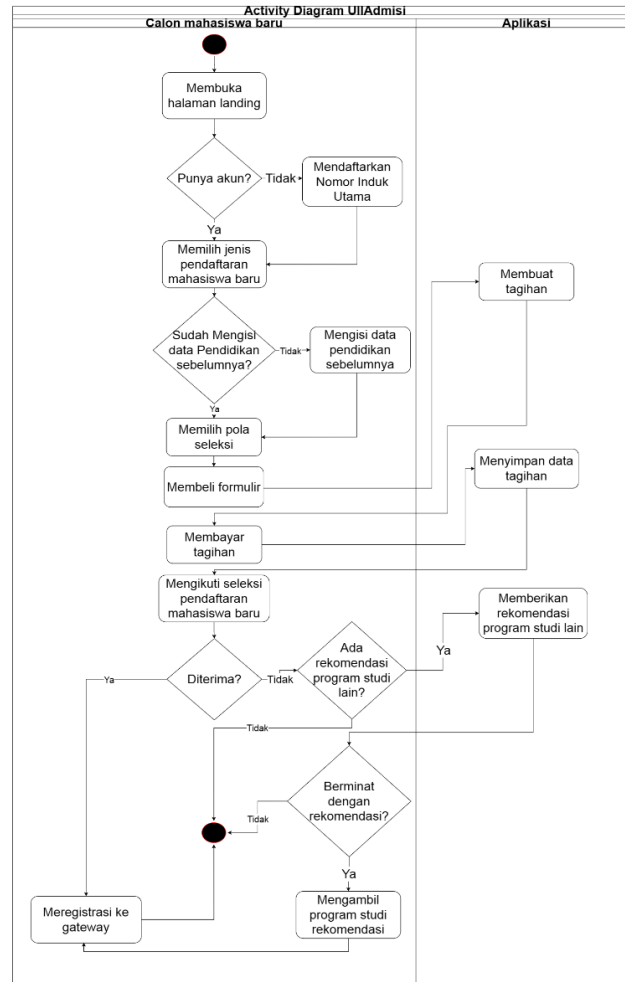 Activity Diagram UIIAdmisi
Calon mahasiswa baru
Aplikasi
Membuka
halaman landing
Punya akun?
Tidak
Mendaftarkan
Nomor Induk
Utama
Ya
Memilih jenis
pendaftaran
mahasiswa baru
Membuat
tagihan
Sudah Mengisi
data Pendidikan
sebelumnya?
Tidak
Mengisi data
pendidikan
sebelumnya
Ya
Memilih pola
seleksi
Menyimpan data
tagihan
Membeli formulir
Membayar
tagihan
Mengikuti seleksi
pendaftaran
mahasiswa baru
Memberikan
rekomendasi
program studi lain
Ada
rekomendasi
program studi
lain?
Ya
Ya
Diterima?
Tidak
Tidak
Berminat
dengan
rekomendasi?
Tidak
Ya
Meregistrasi ke
gateway
Mengambil
program studi
rekomendasi